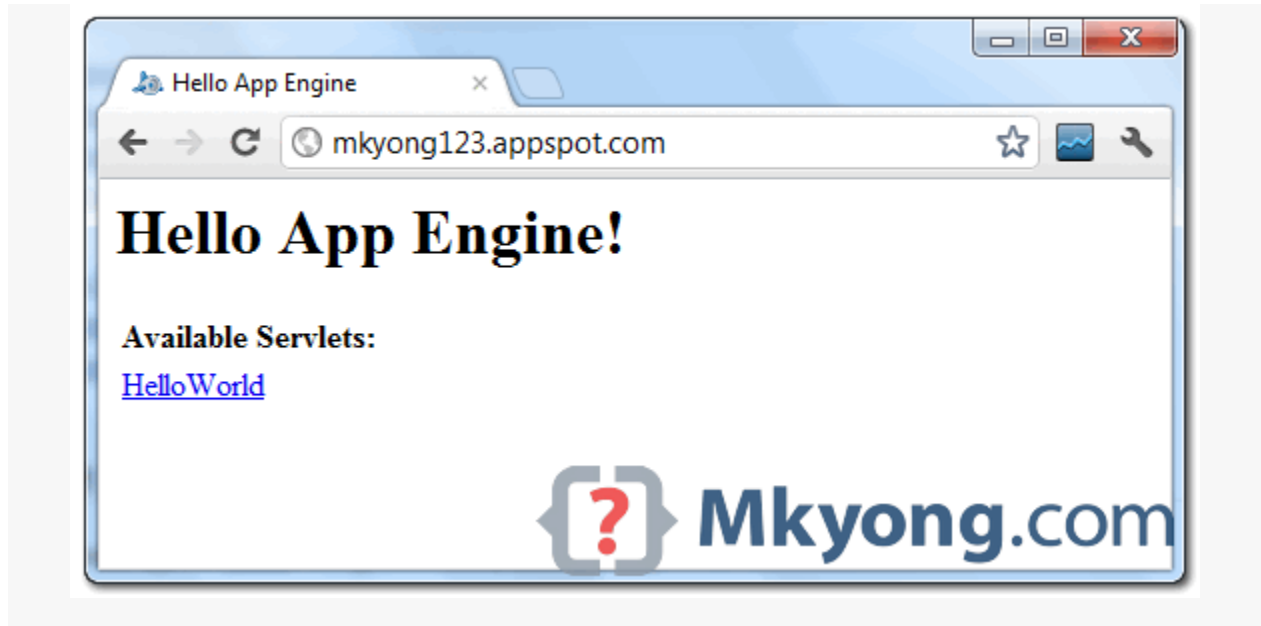 Hello App Engine
mkyong123.appspot.com
Hello App Engine!
Available Servlets:
HelloWorld
{?} Mkyong.com